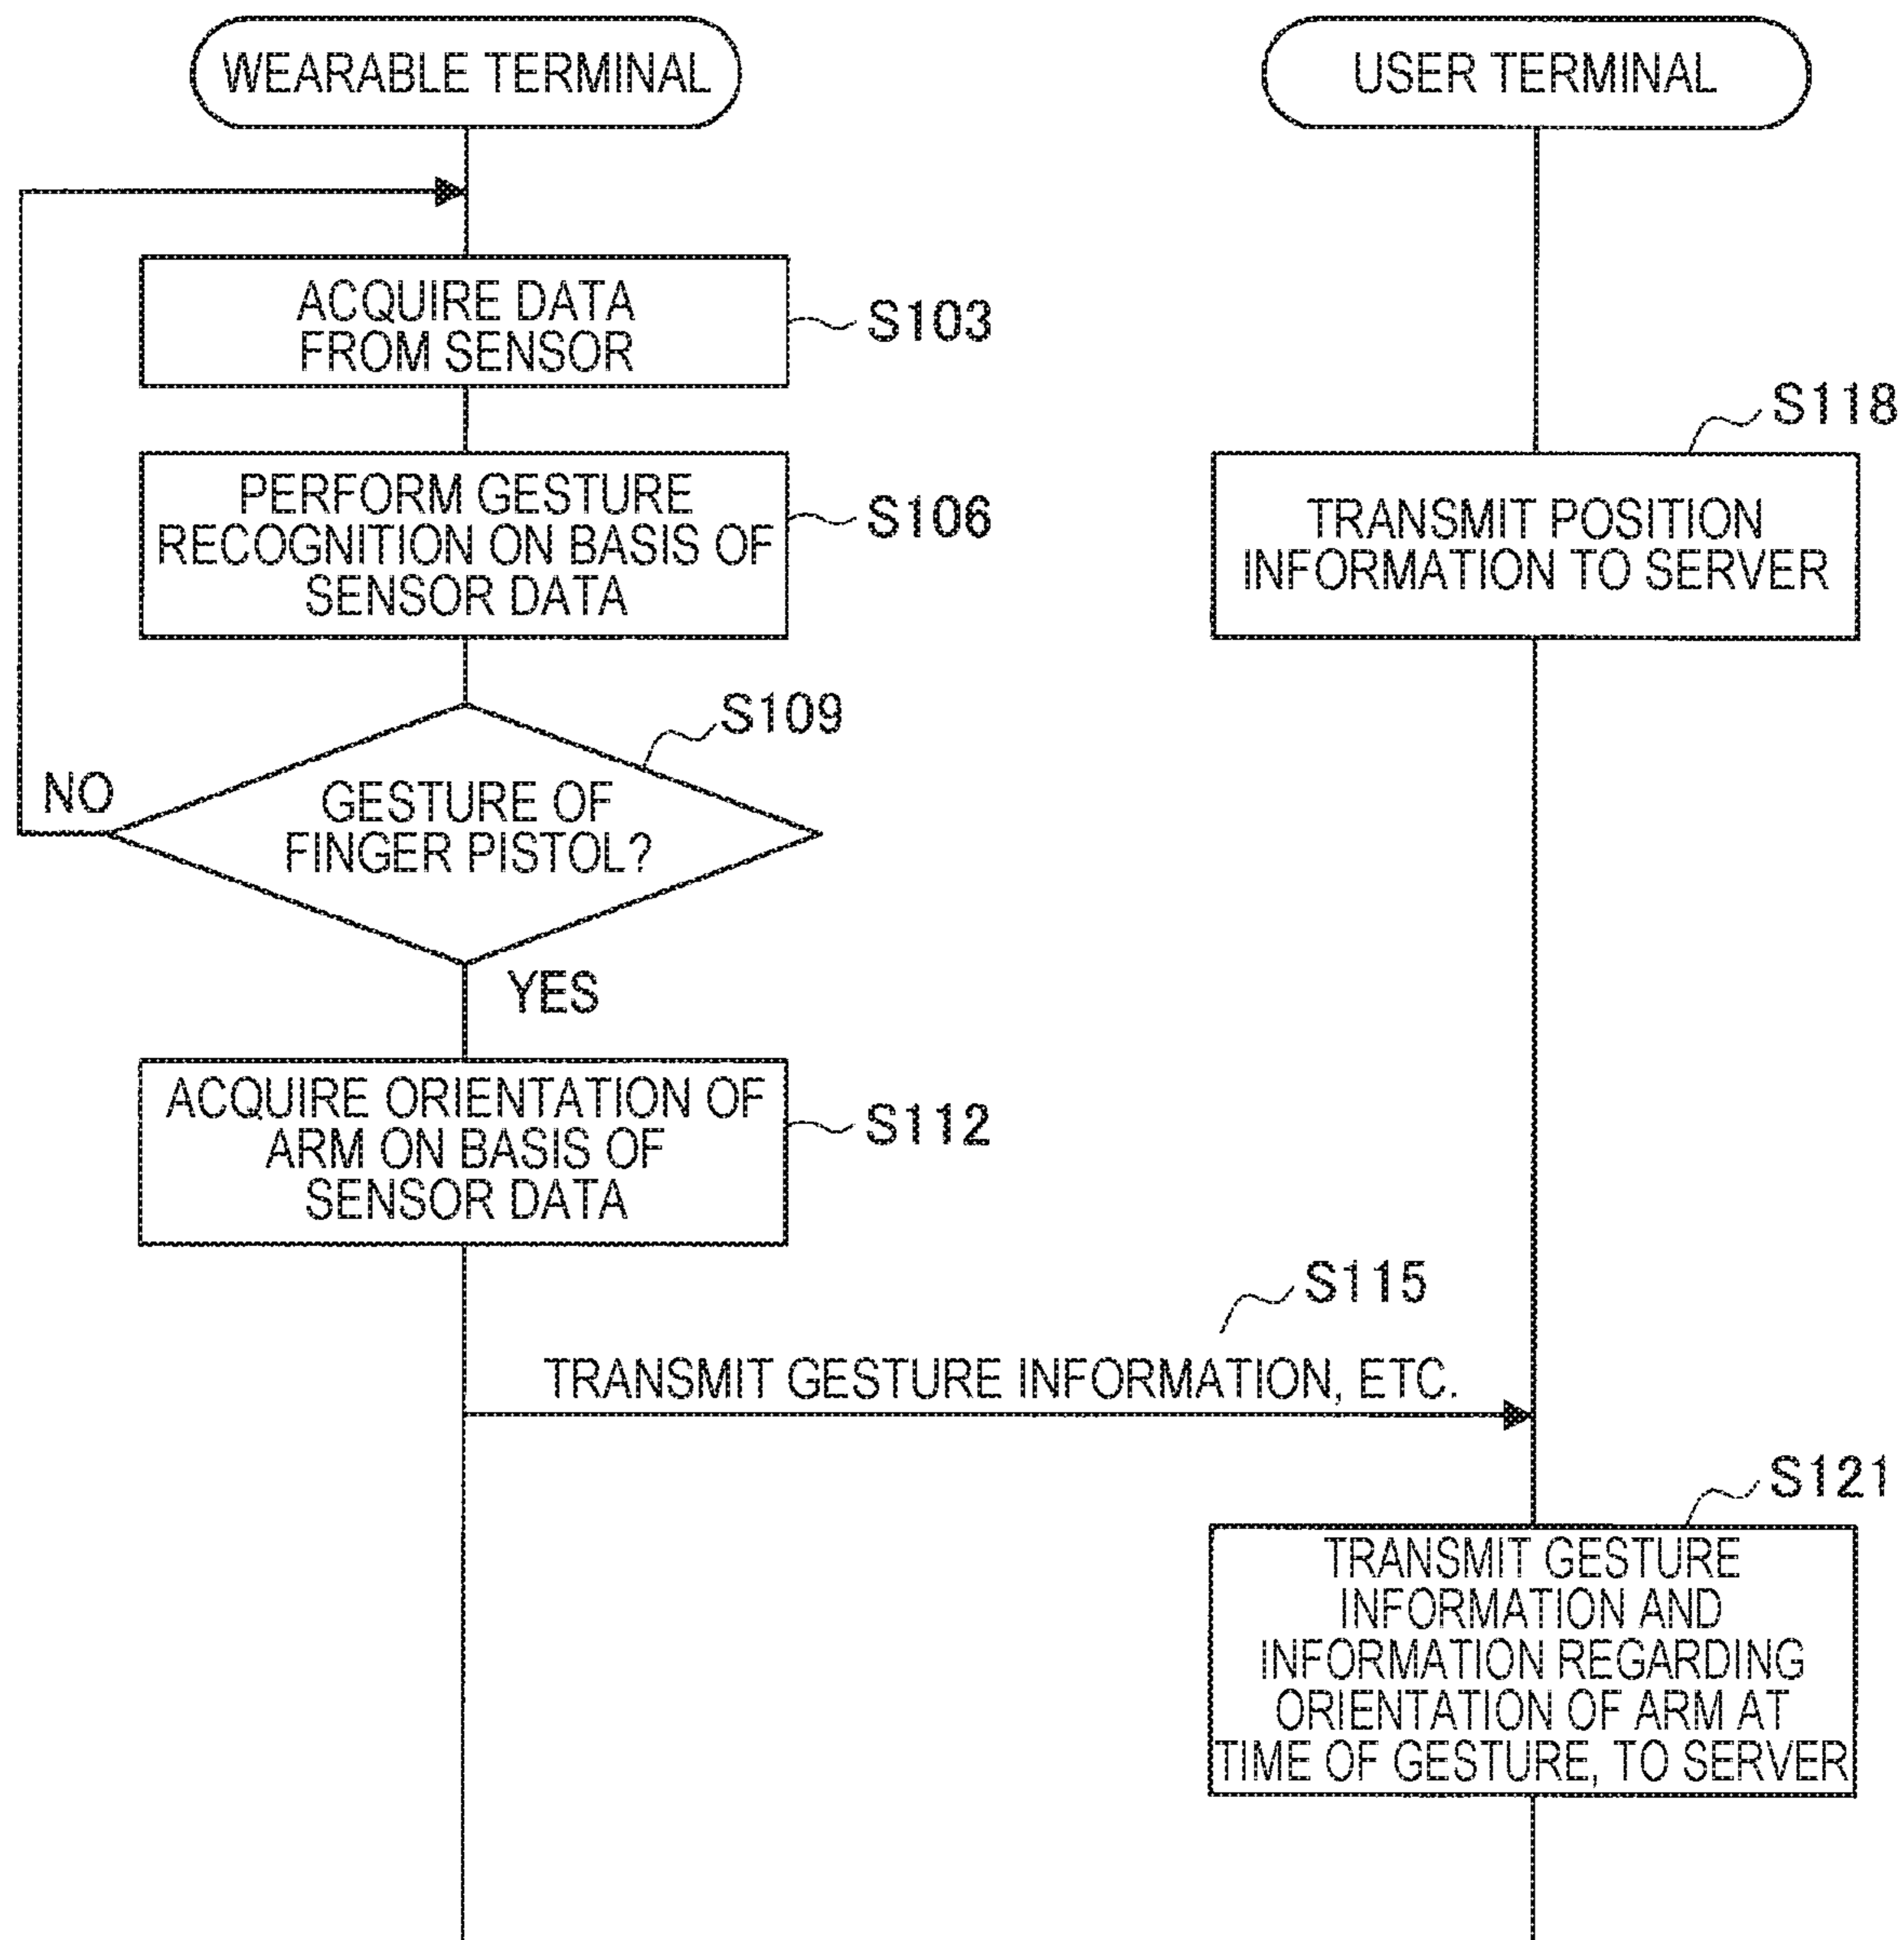 WEARABLE TERMINAL
USER TERMINAL
ACQUIRE DATA
FROM SENSOR
S103
S118
PERFORM GESTURE
RECOGNITION ON BASIS OF
SENSOR DATA
S106
TRANSMIT POSITION
INFORMATION TO SERVER
S109
NO
GESTURE OF
FINGER PISTOL?
YES
ACQUIRE ORIENTATION OF
ARM ON BASIS OF
SENSOR DATA
S112
S115
TRANSMIT GESTURE INFORMATION, ETC.
S121
TRANSMIT GESTURE
INFORMATION AND
INFORMATION REGARDING
ORIENTATION OF ARM AT
TIME OF GESTURE, TO SERVER